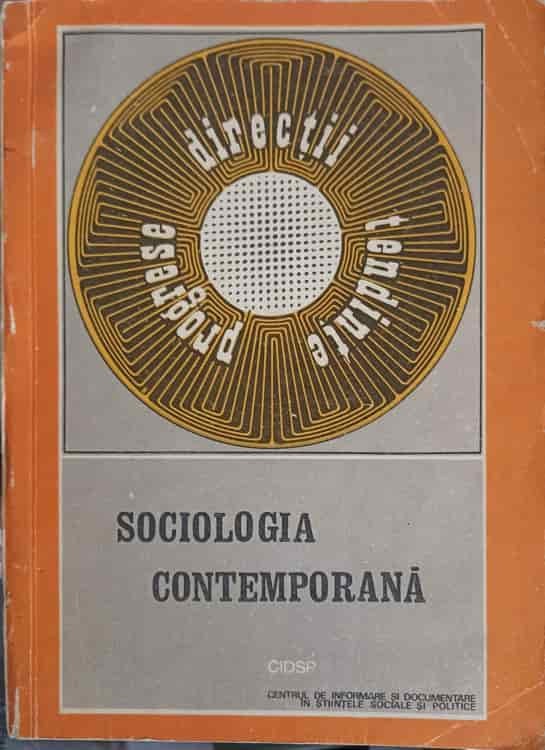 direcții
tendințe
progrese
SOCIOLOGIA
CONTEMPORANĂ
CIDSP
CENTRUL DE INFORMARE ȘI DOCUMENTARE
ÎN ȘTIINȚELE SOCIALE ȘI POLITICE